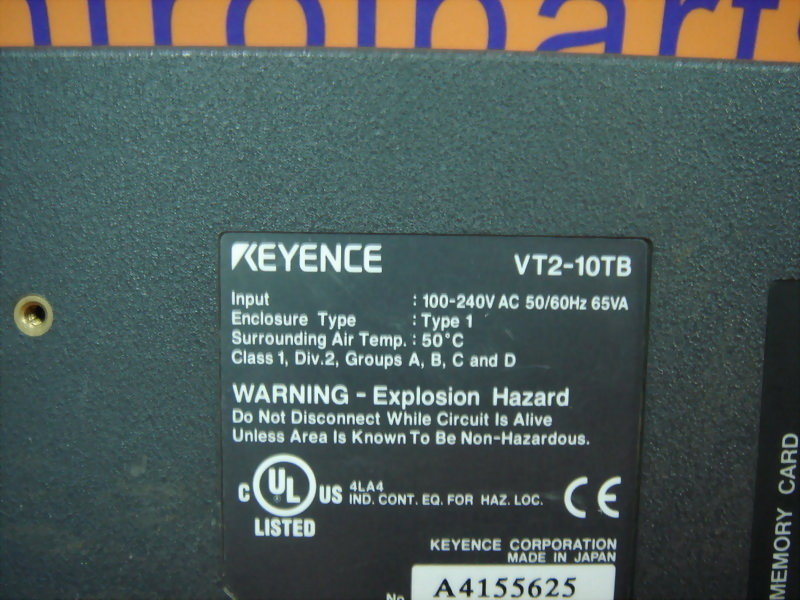 KEYENCE VT2-10TB
Input : 100-240V AC 50/60Hz 65VA
Enclosure Type : Type 1
Surrounding Air Temp. : 50°C
Class 1, Div.2, Groups A, B, C and D
WARNING - Explosion Hazard
Do Not Disconnect While Circuit Is Alive
Unless Area Is Known To Be Non-Hazardous.
C UL US
LISTED
4LA4
IND. CONT. EQ. FOR HAZ. LOC.
CE
KEYENCE CORPORATION
MADE IN JAPAN
No. A4155625
MEMORY CARD